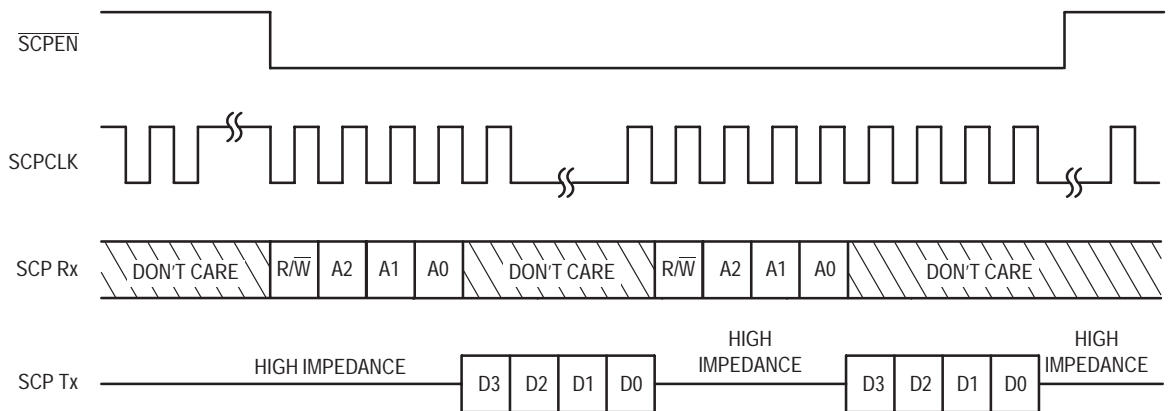 SCPEN
SCPCLK
SCP Rx
DON'T CARE
R/W
A2
A1
A0
DON'T CARE
R/W
A2
A1
A0
DON'T CARE
SCP Tx
HIGH IMPEDANCE
D3
D2
D1
D0
HIGH
IMPEDANCE
D3
D2
D1
D0
HIGH
IMPEDANCE